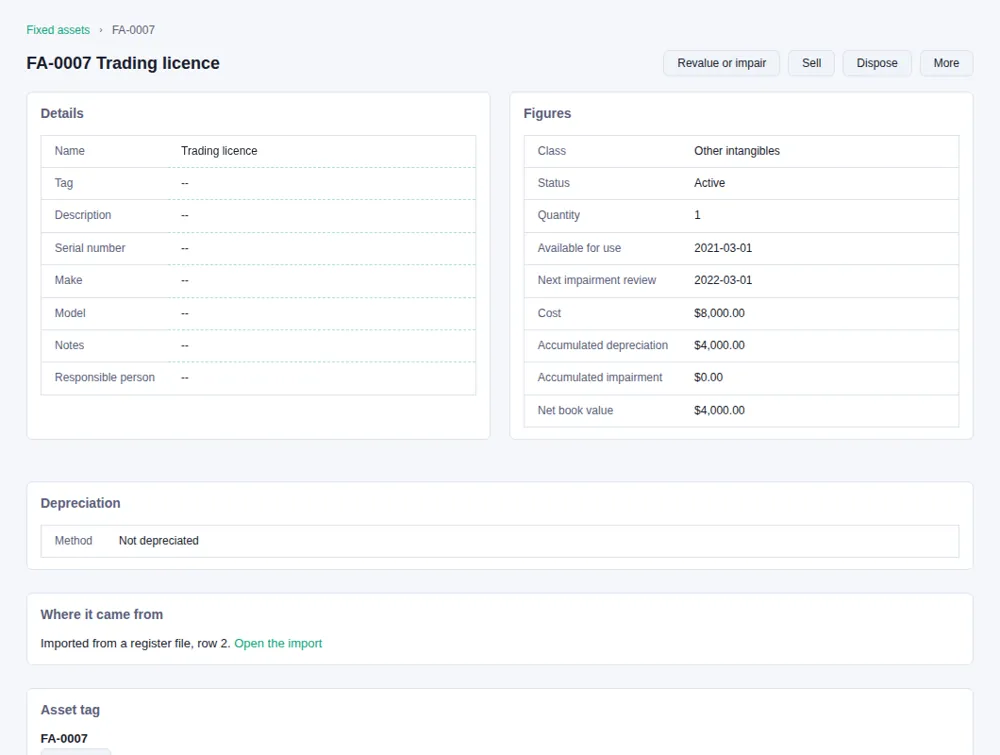 Fixed assets › FA-0007
FA-0007 Trading licence
Revalue or impair Sell Dispose More
Details
Name Trading licence
Tag --
Description --
Serial number --
Make --
Model --
Notes --
Responsible person --
Figures
Class Other intangibles
Status Active
Quantity 1
Available for use 2021-03-01
Next impairment review 2022-03-01
Cost $8,000.00
Accumulated depreciation $4,000.00
Accumulated impairment $0.00
Net book value $4,000.00
Depreciation
Method Not depreciated
Where it came from
Imported from a register file, row 2. Open the import
Asset tag
FA-0007